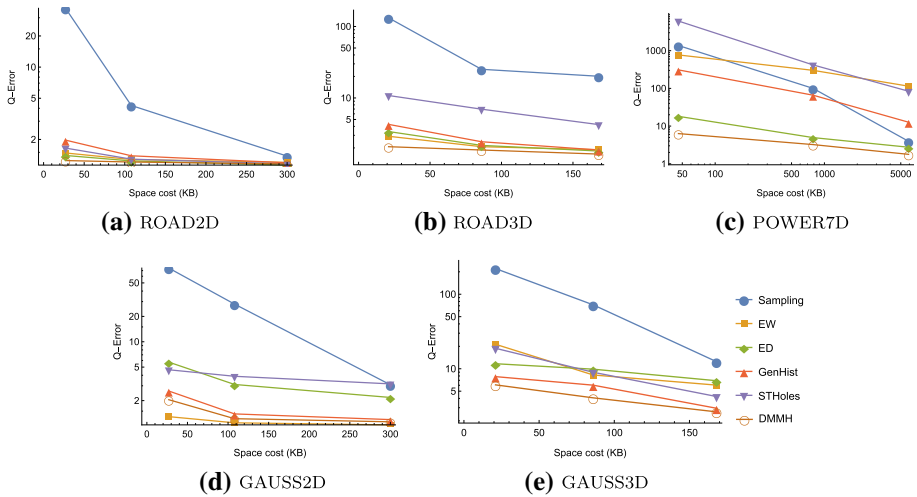 Q-Error
20
10
5
2
0 50 100 150 200 250 300
Space cost (KB)
(a) ROAD2D
Q-Error
100
50
10
5
0 50 100 150
Space cost (KB)
(b) ROAD3D
Q-Error
1000
100
10
1
50 100 500 1000 5000
Space cost (KB)
(c) POWER7D
Q-Error
50
10
5
2
0 50 100 150 200 250 300
Space cost (KB)
(d) GAUSS2D
Q-Error
100
50
10
5
0 50 100 150
Space cost (KB)
(e) GAUSS3D
Sampling
EW
ED
GenHist
STHoles
DMMH